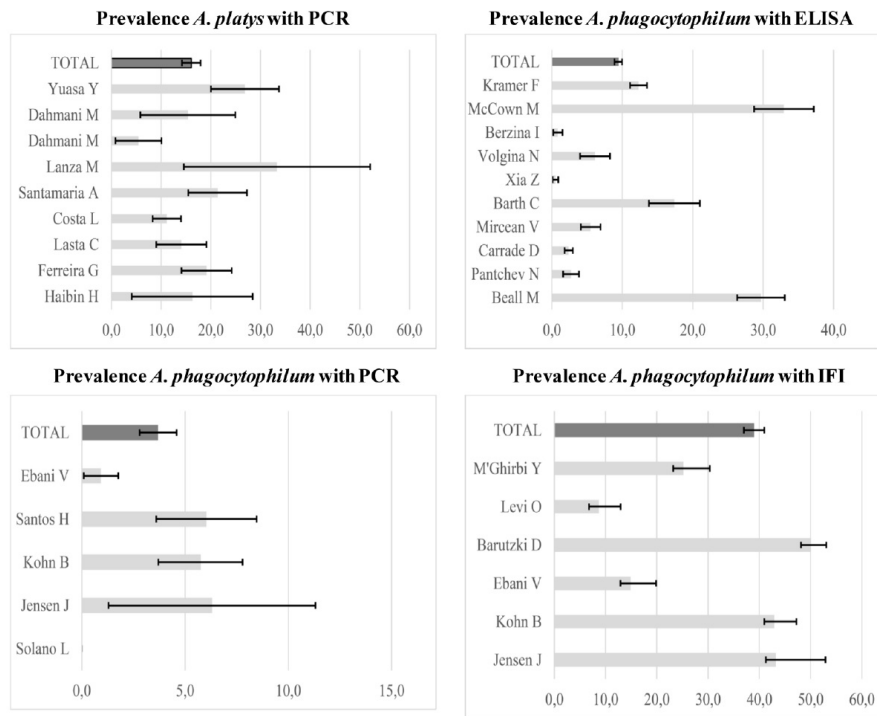 Prevalence A. platys with PCR
TOTAL
Yuasa Y
Dahmani M
Dahmani M
Lanza M
Santamaria A
Costa L
Lasta C
Ferreira G
Haibin H
0,0 10,0 20,0 30,0 40,0 50,0 60,0
Prevalence A. phagocytophilum with ELISA
TOTAL
Kramer F
McCown M
Berzina I
Volgina N
Xia Z
Barth C
Mircean V
Carrade D
Pantchev N
Beall M
0,0 10,0 20,0 30,0 40,0
Prevalence A. phagocytophilum with PCR
TOTAL
Ebani V
Santos H
Kohn B
Jensen J
Solano L
0,0 5,0 10,0 15,0
Prevalence A. phagocytophilum with IFI
TOTAL
M'Ghirbi Y
Levi O
Barutzki D
Ebani V
Kohn B
Jensen J
0,0 10,0 20,0 30,0 40,0 50,0 60,0